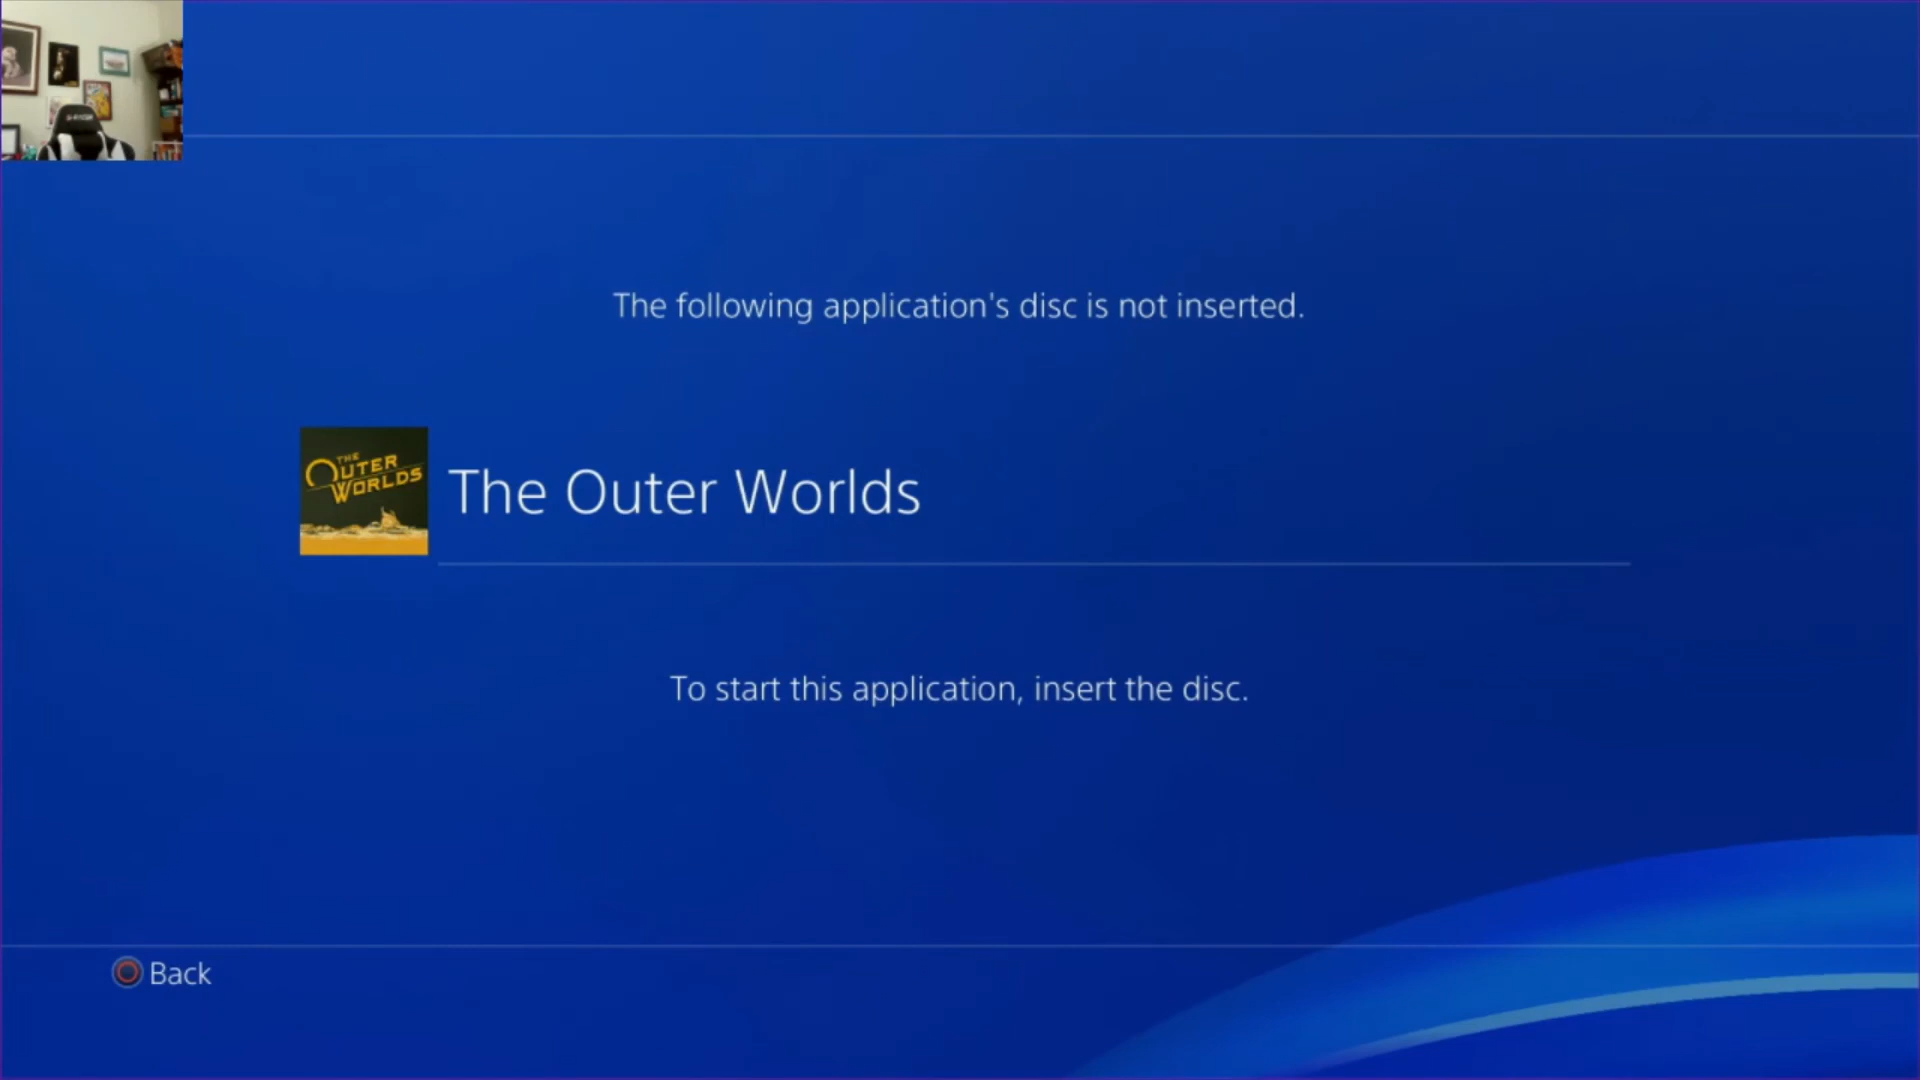 The following application's disc is not inserted.
THE
OUTER
WORLDS
The Outer Worlds
To start this application, insert the disc.
Back